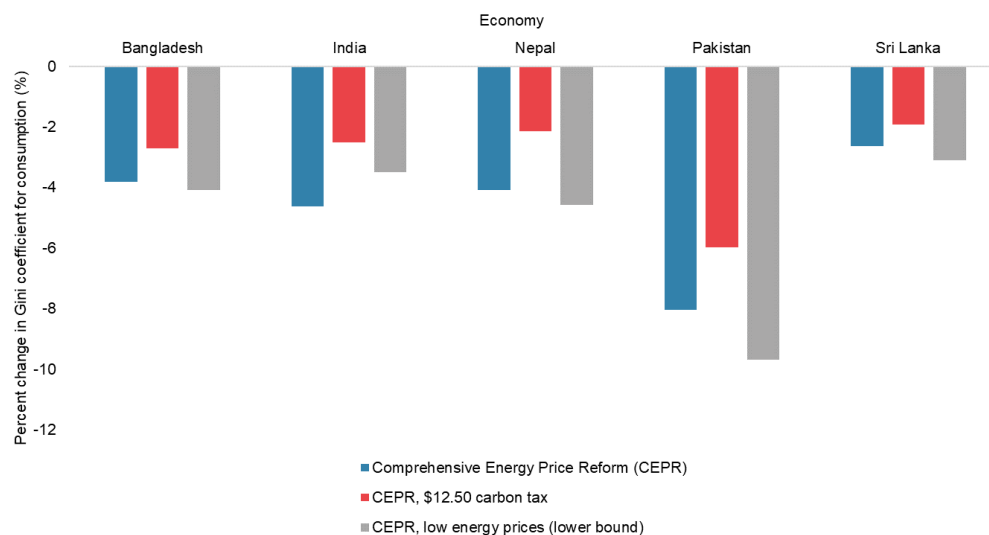 Economy
Bangladesh India Nepal Pakistan Sri Lanka
Percent change in Gini coefficient for consumption (%)
0
-2
-4
-6
-8
-10
-12
Comprehensive Energy Price Reform (CEPR)
CEPR, $12.50 carbon tax
CEPR, low energy prices (lower bound)